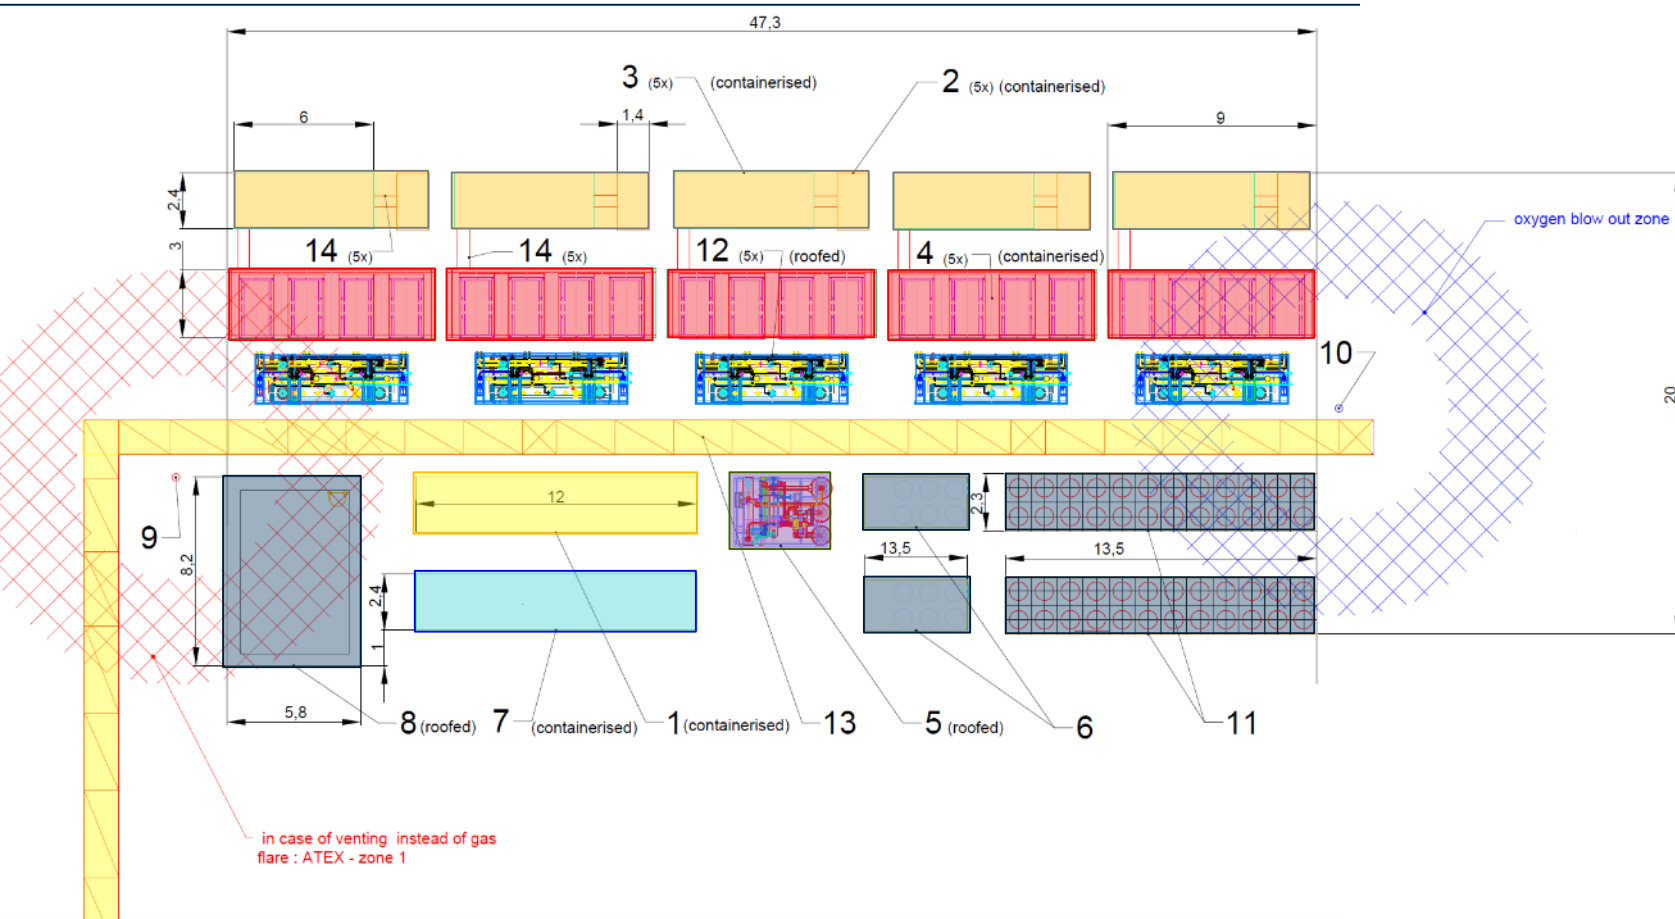 47,3
3 (5x) (containerised)
2 (5x) (containerised)
6
1,4
9
2,4
oxygen blow out zone
3
14 (5x)
14 (5x)
12 (5x) (roofed)
4 (5x) (containerised)
10
20
9
12
2,3
8,2
13,5
13,5
2,4
1
5,8
8 (roofed)
7 (containerised)
1 (containerised)
13
5 (roofed)
6
11
in case of venting instead of gas
flare : ATEX - zone 1